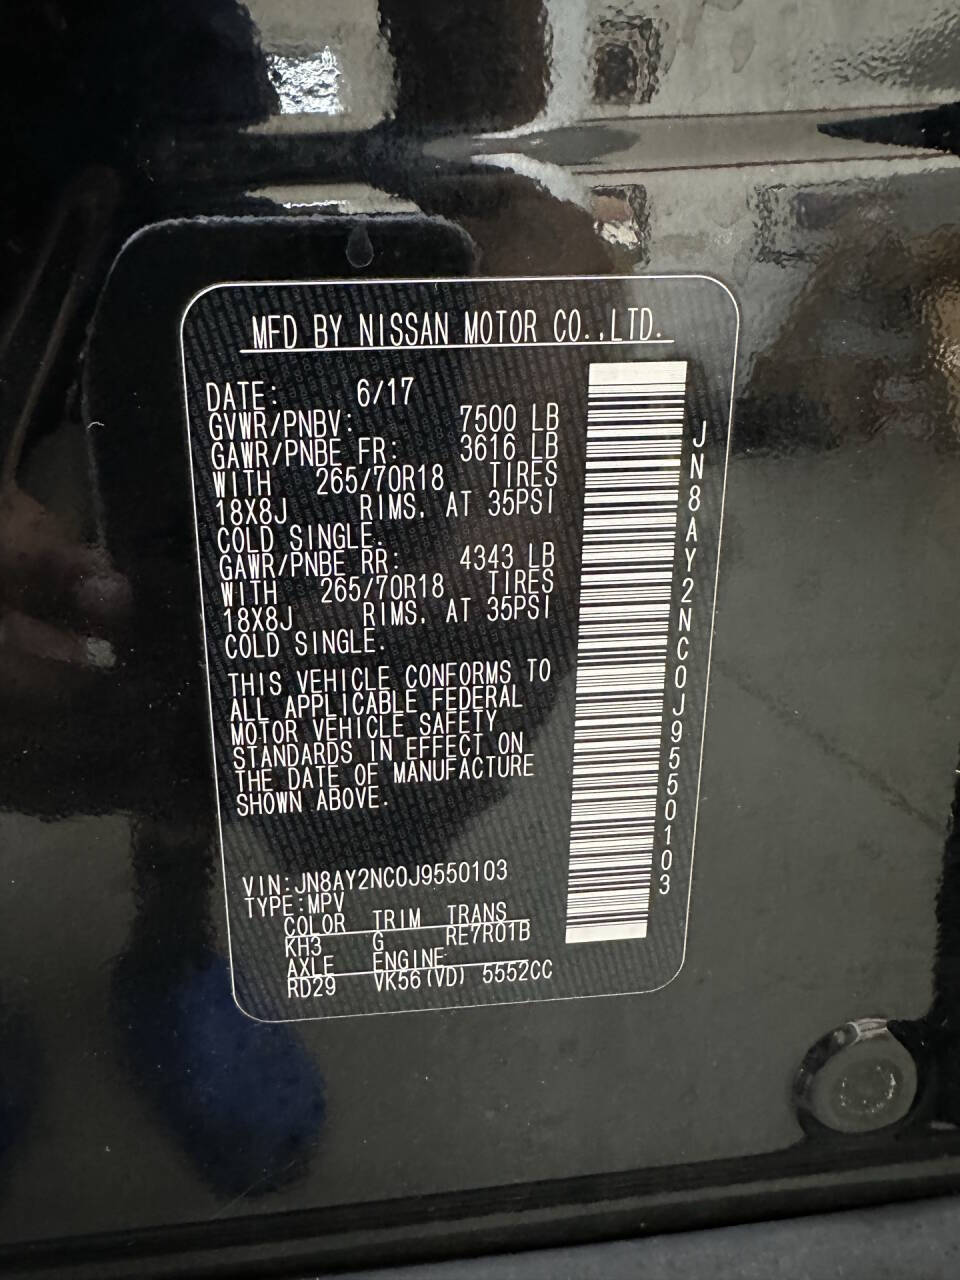 MFD BY NISSAN MOTOR CO.,LTD.
DATE: 6/17
GVWR/PNBV: 7500 LB
GAWR/PNBE FR: 3616 LB
WITH 265/70R18 TIRES
18X8J RIMS. AT 35PSI
COLD SINGLE.
GAWR/PNBE RR: 4343 LB
WITH 265/70R18 TIRES
18X8J RIMS. AT 35PSI
COLD SINGLE.
THIS VEHICLE CONFORMS TO
ALL APPLICABLE FEDERAL
MOTOR VEHICLE SAFETY
STANDARDS IN EFFECT ON
THE DATE OF MANUFACTURE
SHOWN ABOVE.
VIN:JN8AY2NC0J9550103
TYPE:MPV
COLOR TRIM TRANS
KH3 G RE7R01B
AXLE ENGINE
RD29 VK56(VD) 5552CC
JN8AY2NC0J9550103